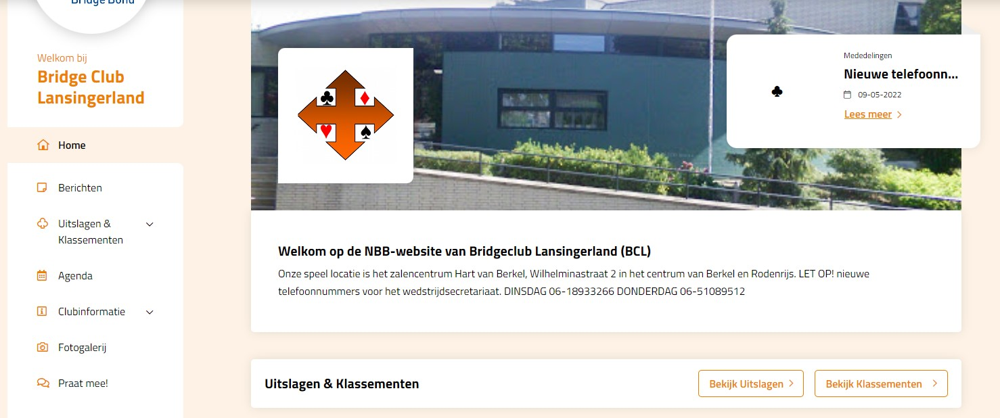 Bridge Bond
Welkom bij
Bridge Club
Lansingerland
Home
Berichten
Uitslagen &
Klassementen
Agenda
Clubinformatie
Fotogalerij
Praat mee!
Mededelingen
Nieuwe telefoonn...
09-05-2022
Lees meer
Welkom op de NBB-website van Bridgeclub Lansingerland (BCL)
Onze speel locatie is het zalencentrum Hart van Berkel, Wilhelminastraat 2 in het centrum van Berkel en Rodenrijs. LET OP! nieuwe
telefoonnummers voor het wedstrijdsecretariaat. DINSDAG 06-18933266 DONDERDAG 06-51089512
Uitslagen & Klassementen
Bekijk Uitslagen
Bekijk Klassementen